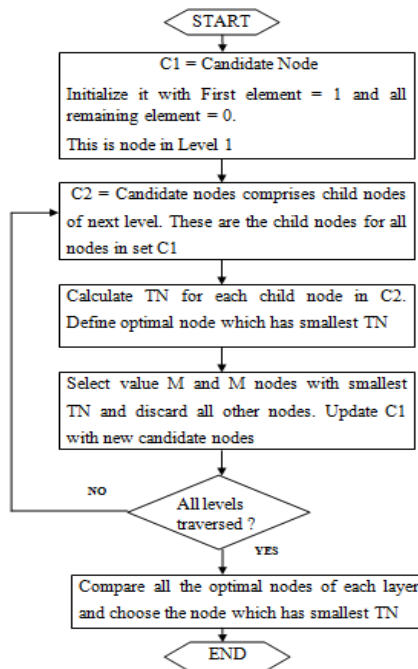 START
C1 = Candidate Node
Initialize it with First element = 1 and all
remaining element = 0.
This is node in Level 1
C2 = Candidate nodes comprises child nodes
of next level. These are the child nodes for all
nodes in set C1
Calculate TN for each child node in C2.
Define optimal node which has smallest TN
Select value M and M nodes with smallest
TN and discard all other nodes. Update C1
with new candidate nodes
NO
All levels
traversed ?
YES
Compare all the optimal nodes of each layer
and choose the node which has smallest TN
END